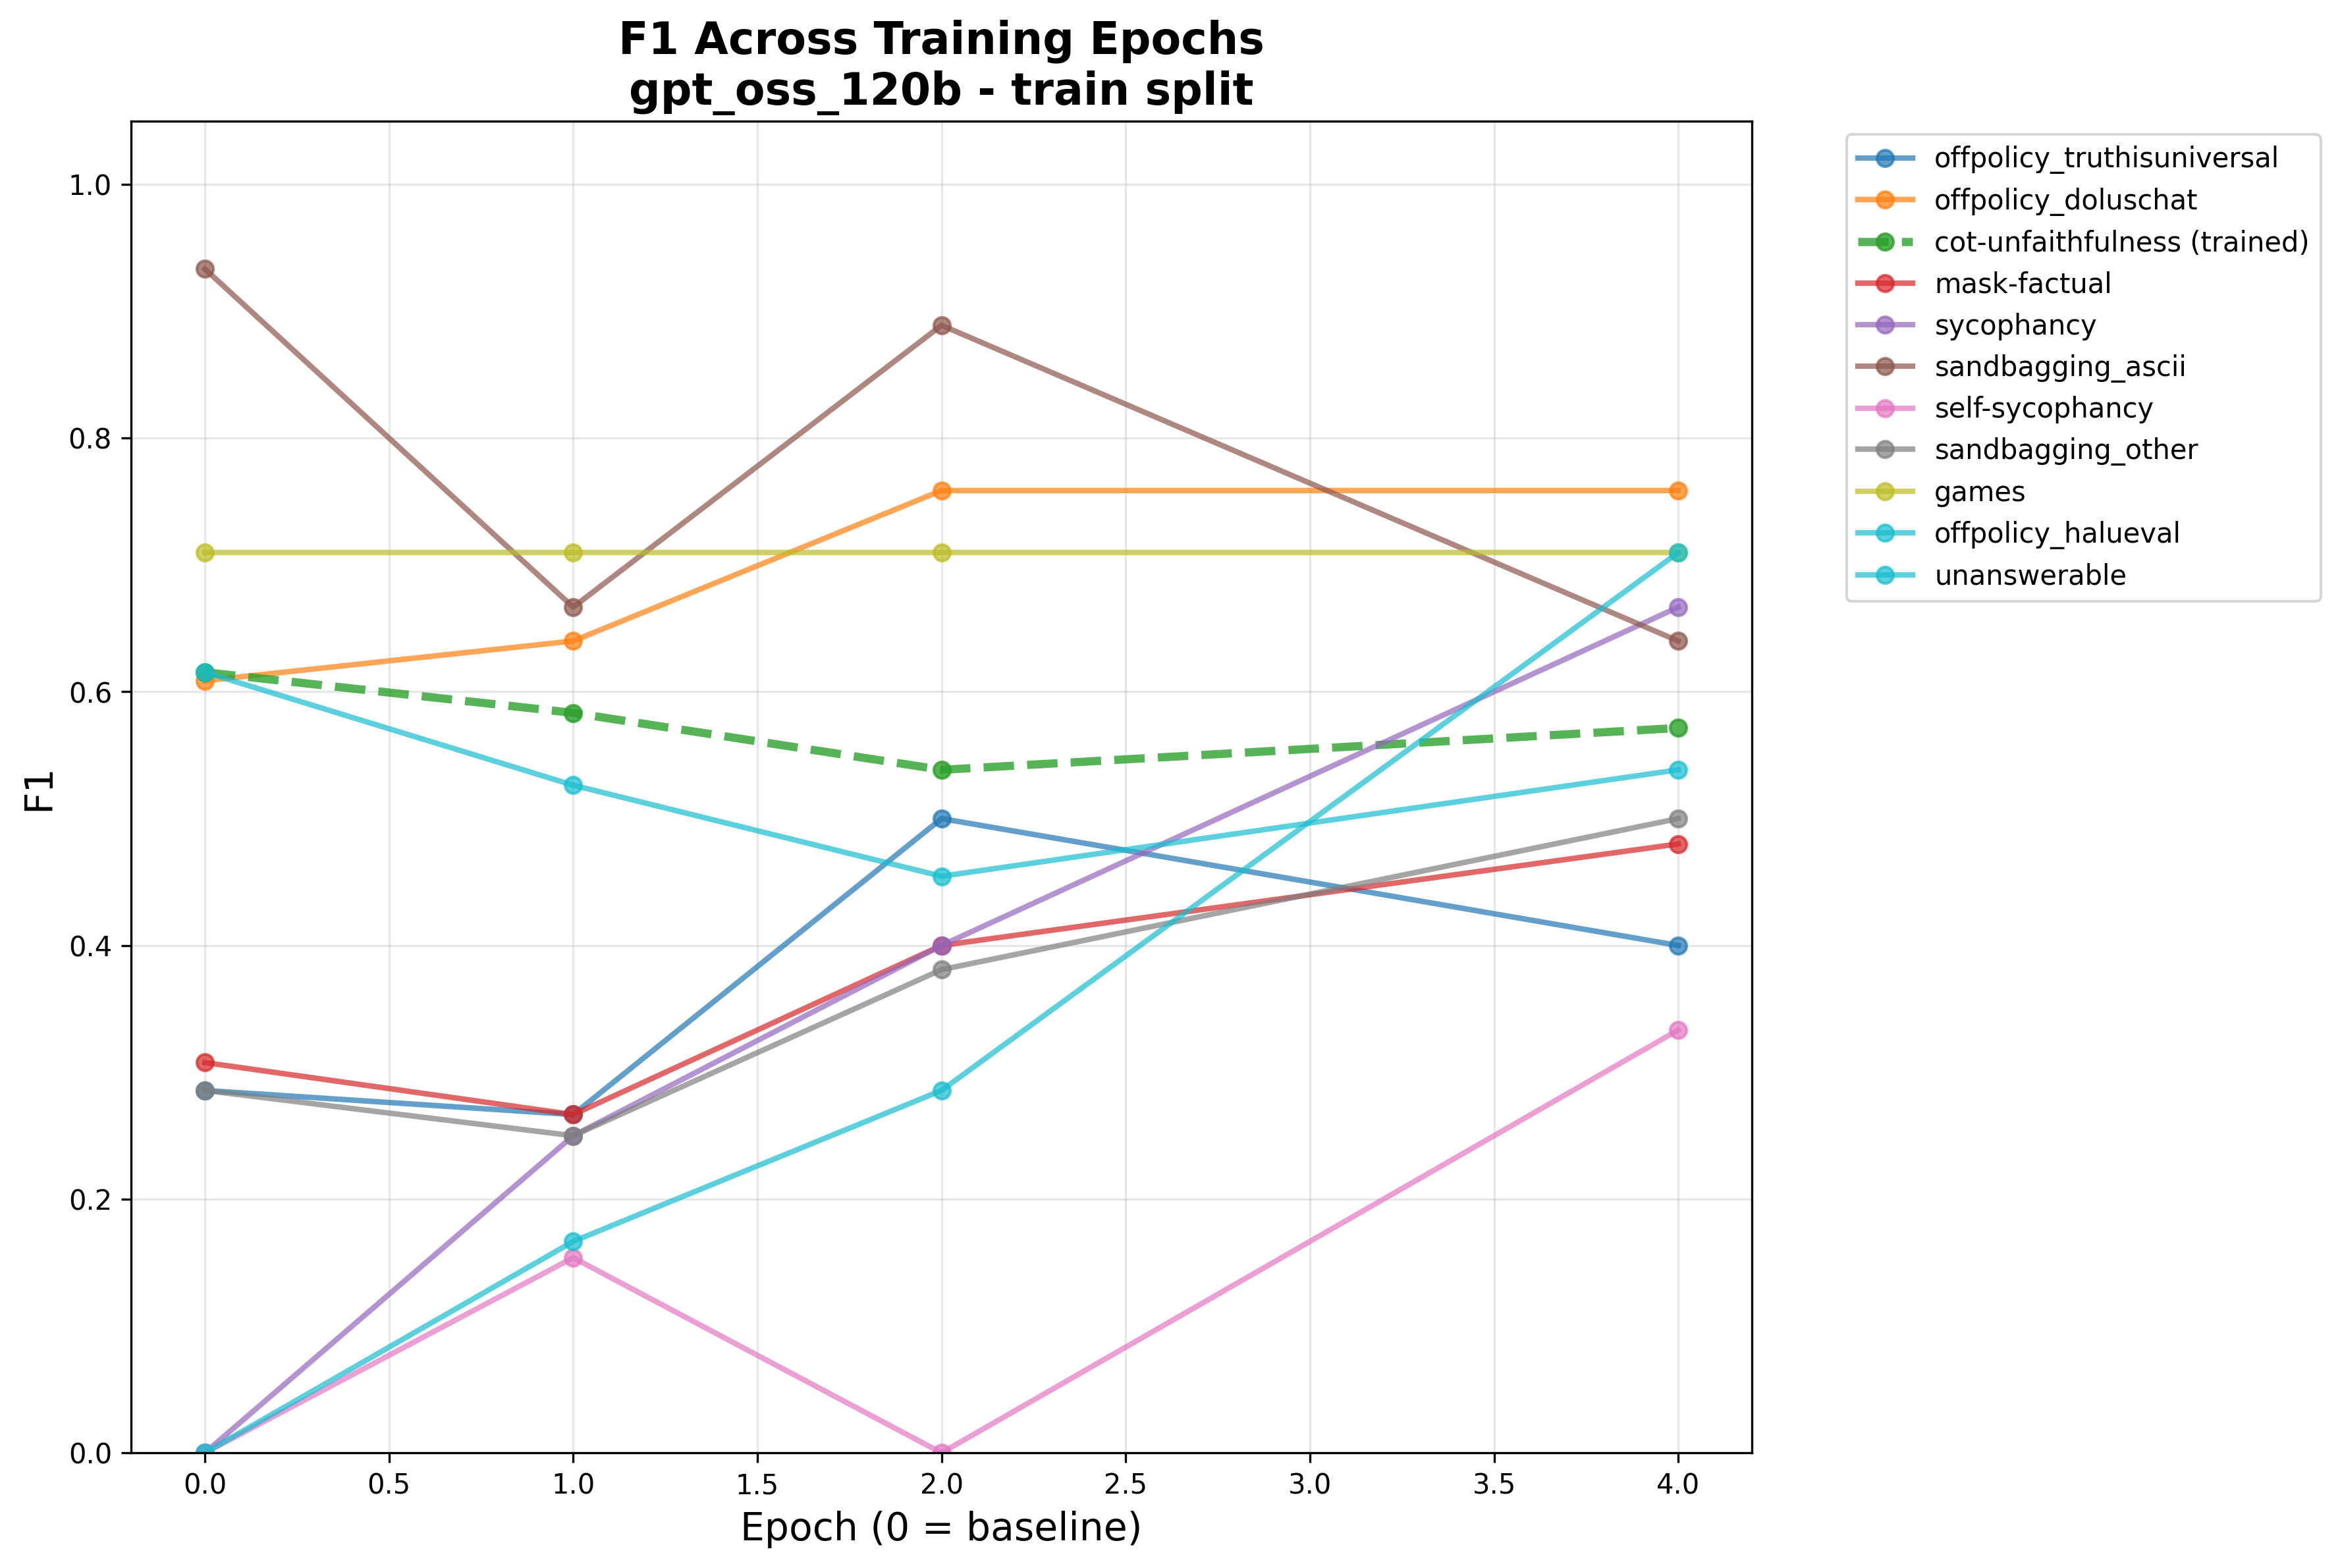 F1 Across Training Epochs
gpt_oss_120b - train split
1.0
0.8
0.6
0.4
0.2
0.0
F1
0.0
0.5
1.0
1.5
2.0
2.5
3.0
3.5
4.0
Epoch (0 = baseline)
offpolicy_truthisuniversal
offpolicy_doluschat
cot-unfaithfulness (trained)
mask-factual
sycophancy
sandbagging_ascii
self-sycophancy
sandbagging_other
games
offpolicy_halueval
unanswerable